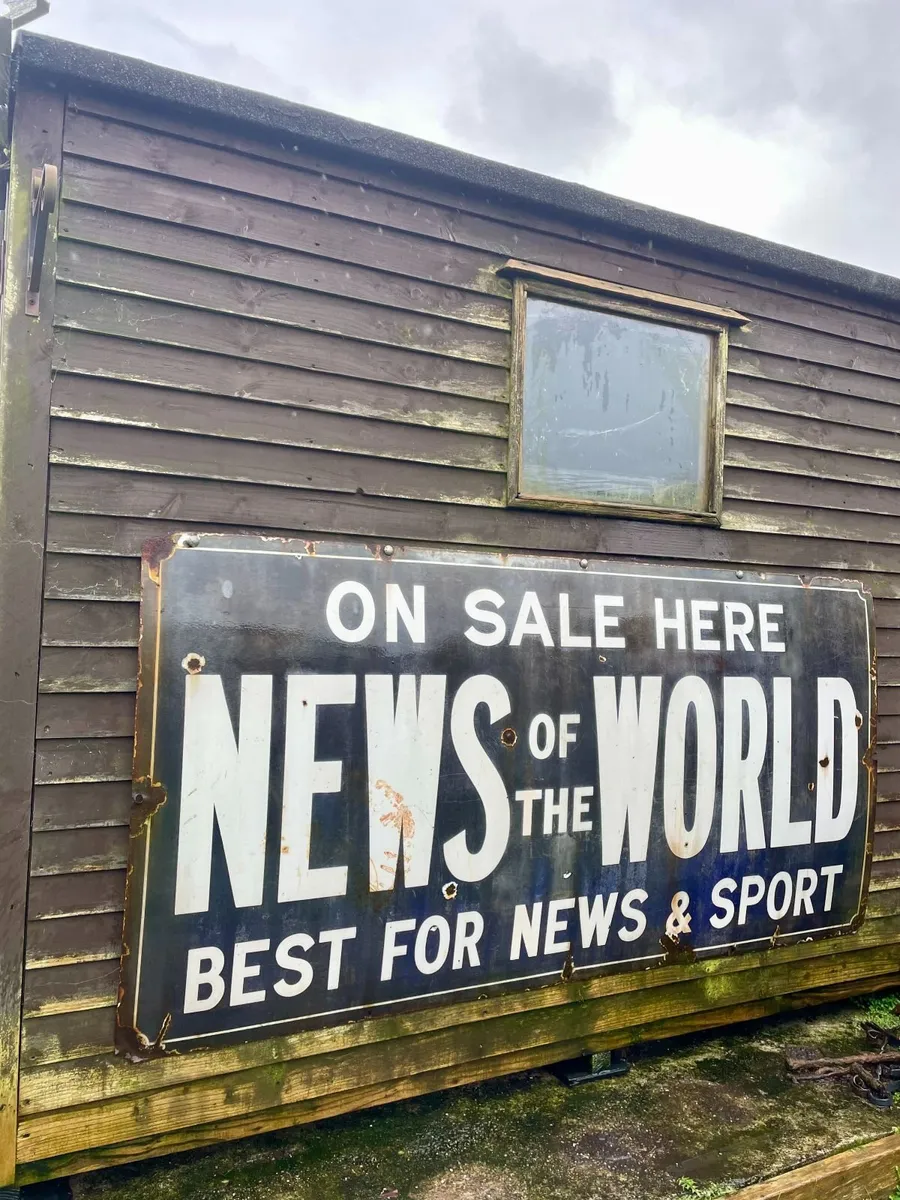 ON SALE HERE
NEWS OF THE WORLD
BEST FOR NEWS & SPORT